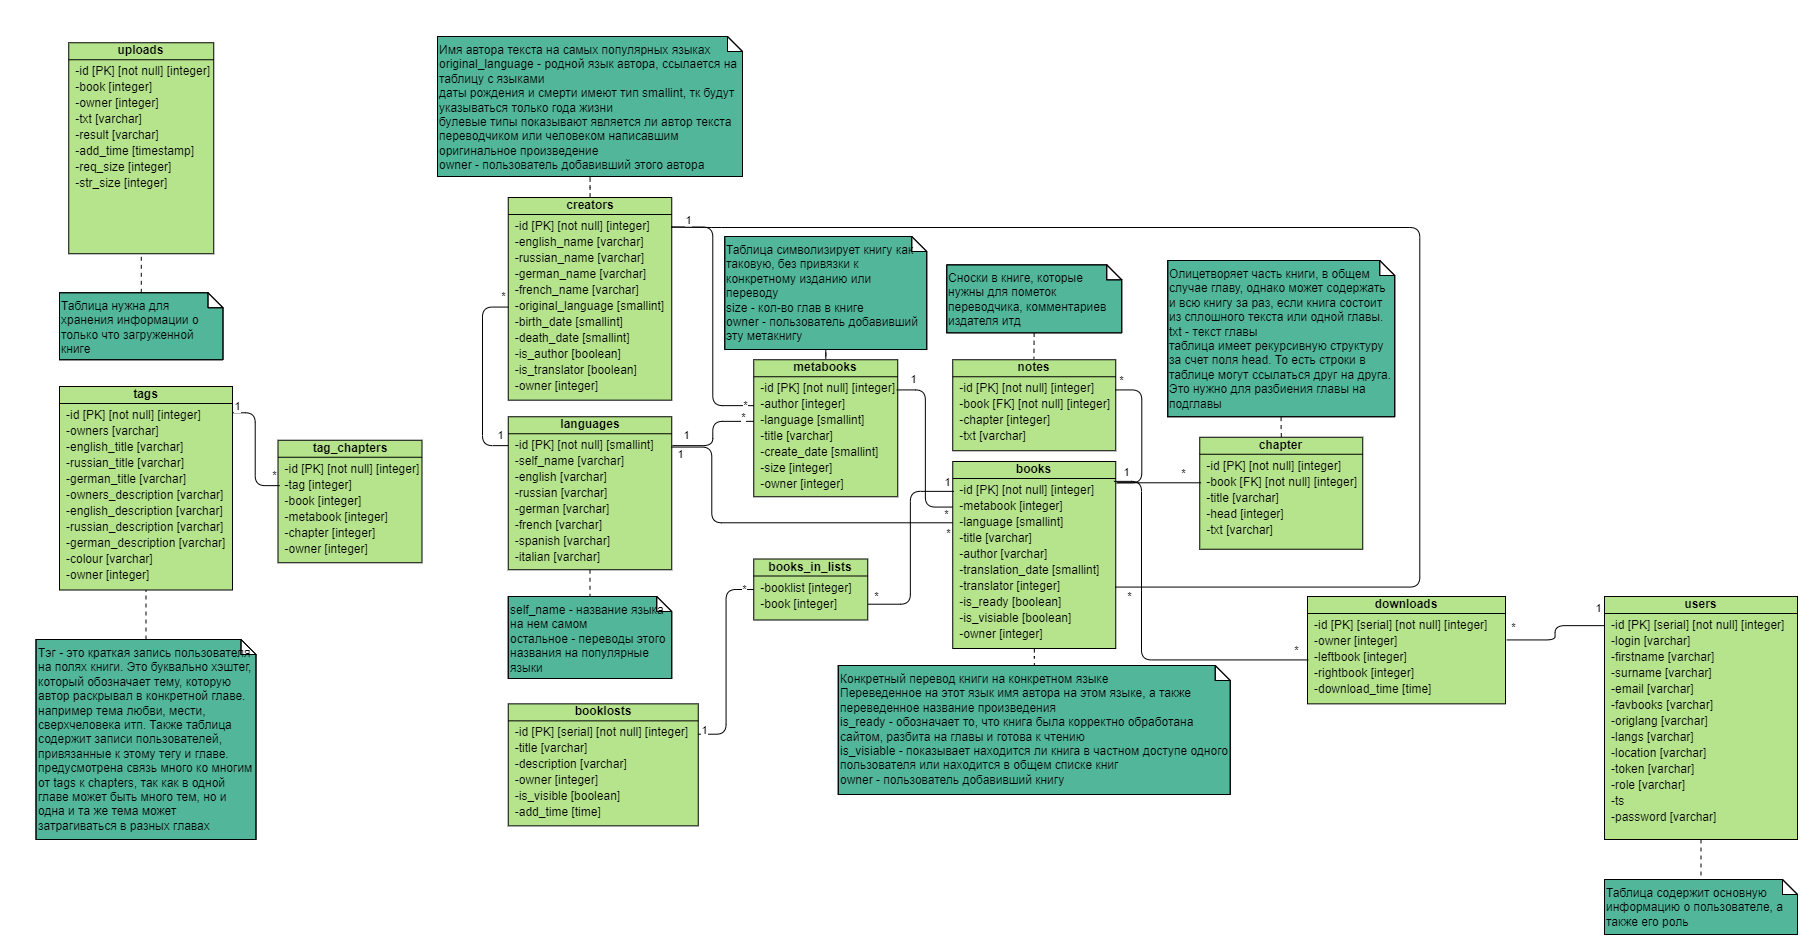 uploads
-id [PK] [not null] [integer]
-book [integer]
-owner [integer]
-txt [varchar]
-result [varchar]
-add_time [timestamp]
-req_size [integer]
-str_size [integer]
Таблица нужна для
хранения информации о
только что загруженной
книге
tags
-id [PK] [not null] [integer]
-owners [varchar]
-english_title [varchar]
-russian_title [varchar]
-german_title [varchar]
-owners_description [varchar]
-english_description [varchar]
-russian_description [varchar]
-german_description [varchar]
-colour [varchar]
-owner [integer]
1
*
tag_chapters
-id [PK] [not null] [integer]
-tag [integer]
-book [integer]
-metabook [integer]
-chapter [integer]
-owner [integer]
Тэг - это краткая запись пользователя
на полях книги. Это буквально хэштег,
который обозначает тему, которую
автор раскрывал в конкретной главе.
например тема любви, мести,
сверхчеловека итп. Также таблица
содержит записи пользователей,
привязанные к этому тегу и главе.
предусмотрена связь много ко многим
от tags к chapters, так как в одной
главе может быть много тем, но и
одна и та же тема может
затрагиваться в разных главах
Имя автора текста на самых популярных языках
original_language - родной язык автора, ссылается на
таблицу с языками
даты рождения и смерти имеют тип smallint, тк будут
указываться только года жизни
булевые типы показывают является ли автор текста
переводчиком или человеком написавшим
оригинальное произведение
owner - пользователь добавивший этого автора
creators
-id [PK] [not null] [integer]
-english_name [varchar]
-russian_name [varchar]
-german_name [varchar]
-french_name [varchar]
-original_language [smallint]
-birth_date [smallint]
-death_date [smallint]
-is_author [boolean]
-is_translator [boolean]
-owner [integer]
1
*
1
languages
-id [PK] [not null] [smallint]
-self_name [varchar]
-english [varchar]
-russian [varchar]
-german [varchar]
-french [varchar]
-spanish [varchar]
-italian [varchar]
1
1
self_name - название языка
на нем самом
остальное - переводы этого
названия на популярные
языки
booklosts
-id [PK] [serial] [not null] [integer]
-title [varchar]
-description [varchar]
-owner [integer]
-is_visible [boolean]
-add_time [time]
1
Таблица символизирует книгу как
таковую, без привязки к
конкретному изданию или
переводу
size - кол-во глав в книге
owner - пользователь добавивший
эту метакнигу
metabooks
-id [PK] [not null] [integer]
-author [integer]
-language [smallint]
-title [varchar]
-create_date [smallint]
-size [integer]
-owner [integer]
*
*
1
books_in_lists
-booklist [integer]
-book [integer]
*
*
Сноски в книге, которые
нужны для пометок
переводчика, комментариев
издателя итд
notes
-id [PK] [not null] [integer]
-book [FK] [not null] [integer]
-chapter [integer]
-txt [varchar]
*
books
-id [PK] [not null] [integer]
-metabook [integer]
-language [smallint]
-title [varchar]
-author [varchar]
-translation_date [smallint]
-translator [integer]
-is_ready [boolean]
-is_visiable [boolean]
-owner [integer]
1
*
*
1
*
Конкретный перевод книги на конкретном языке
Переведенное на этот язык имя автора на этом языке, а также
переведенное название произведения
is_ready - обозначает то, что книга была корректно обработана
сайтом, разбита на главы и готова к чтению
is_visiable - показывает находится ли книга в частном доступе одного
пользователя или находится в общем списке книг
owner - пользователь добавивший книгу
Олицетворяет часть книги, в общем
случае главу, однако может содержать
и всю книгу за раз, если книга состоит
из сплошного текста или одной главы.
txt - текст главы
таблица имеет рекурсивную структуру
за счет поля head. То есть строки в
таблице могут ссылаться друг на друга.
Это нужно для разбиения главы на
подглавы
chapter
-id [PK] [not null] [integer]
-book [FK] [not null] [integer]
-title [varchar]
-head [integer]
-txt [varchar]
*
downloads
-id [PK] [serial] [not null] [integer]
-owner [integer]
-leftbook [integer]
-rightbook [integer]
-download_time [time]
*
*
1
users
-id [PK] [serial] [not null] [integer]
-login [varchar]
-firstname [varchar]
-surname [varchar]
-email [varchar]
-favbooks [varchar]
-origlang [varchar]
-langs [varchar]
-location [varchar]
-token [varchar]
-role [varchar]
-ts
-password [varchar]
Таблица содержит основную
информацию о пользователе, а
также его роль